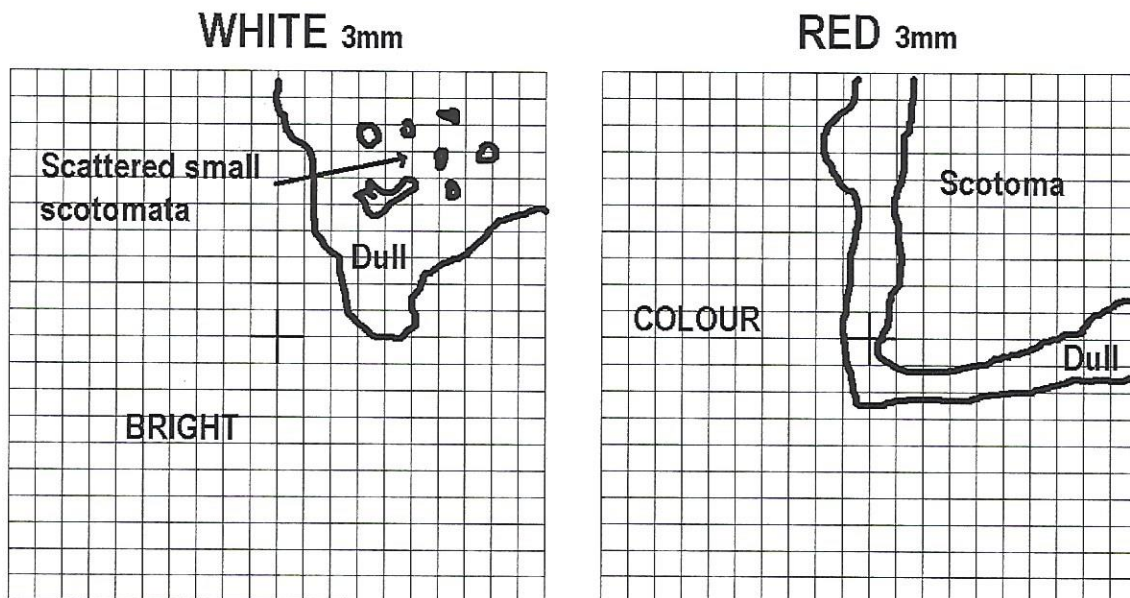 WHITE 3mm
Scattered small
scotomata
Dull
BRIGHT
RED 3mm
Scotoma
COLOUR
Dull